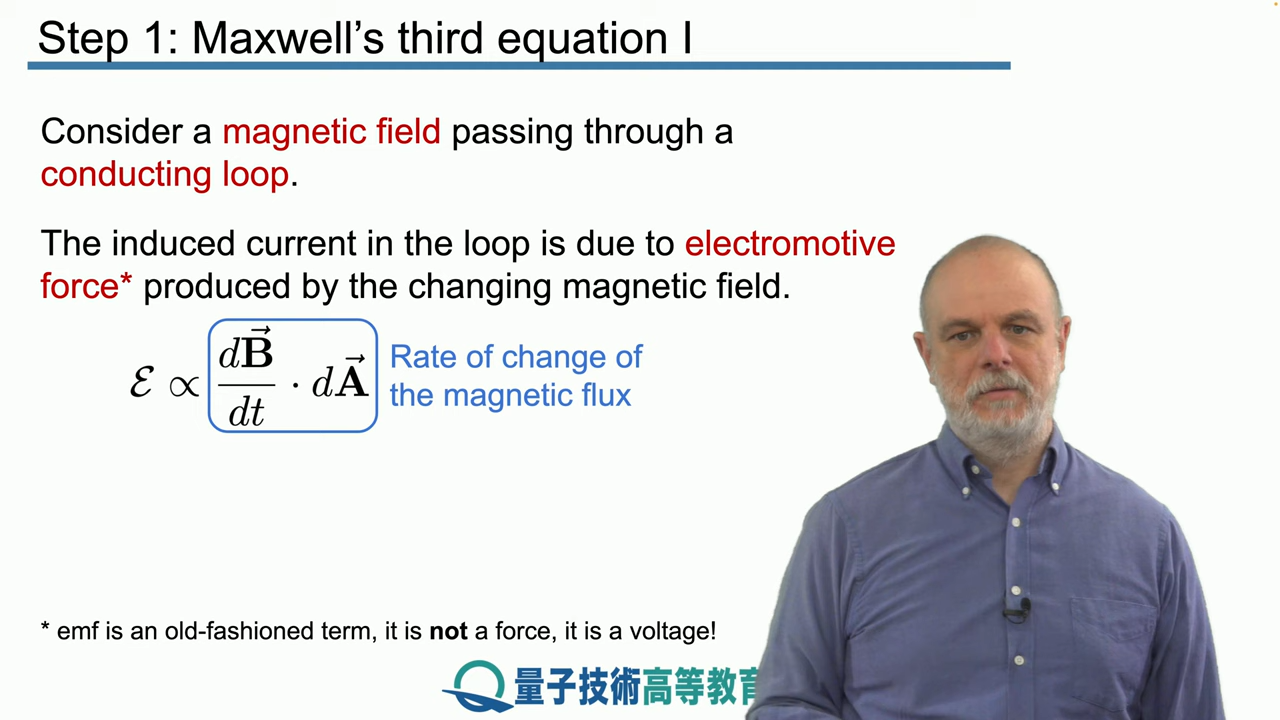 Step 1: Maxwell’s third equation I
Consider a magnetic field passing through a
conducting loop.
The induced current in the loop is due to electromotive
force* produced by the changing magnetic field.
ℰ ∝ d𝐁⃗/dt · d𝐀⃗
Rate of change of
the magnetic flux
* emf is an old-fashioned term, it is not a force, it is a voltage!
量子技術高等教育